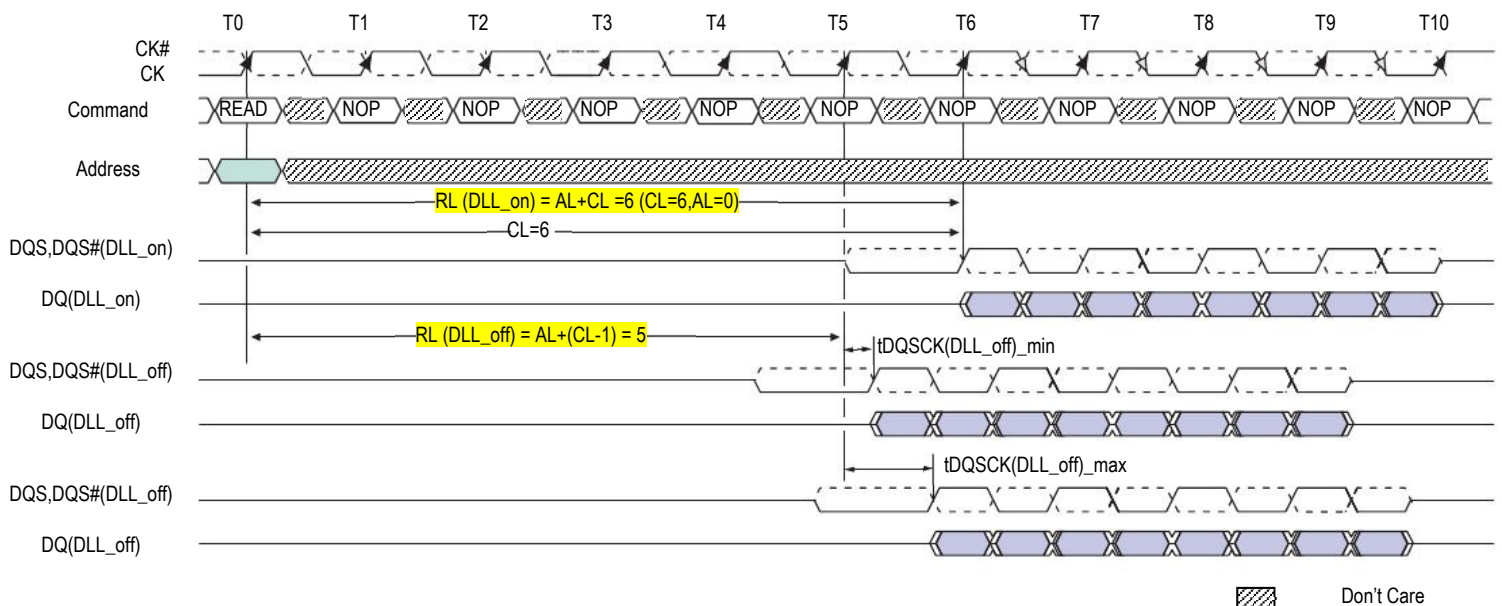 T0 T1 T2 T3 T4 T5 T6 T7 T8 T9 T10
CK#
CK
Command READ NOP NOP NOP NOP NOP NOP NOP NOP NOP NOP
Address
RL (DLL_on) = AL+CL =6 (CL=6,AL=0)
CL=6
DQS,DQS#(DLL_on)
DQ(DLL_on)
RL (DLL_off) = AL+(CL-1) = 5
tDQSCK(DLL_off)_min
DQS,DQS#(DLL_off)
DQ(DLL_off)
tDQSCK(DLL_off)_max
DQS,DQS#(DLL_off)
DQ(DLL_off)
Don't Care